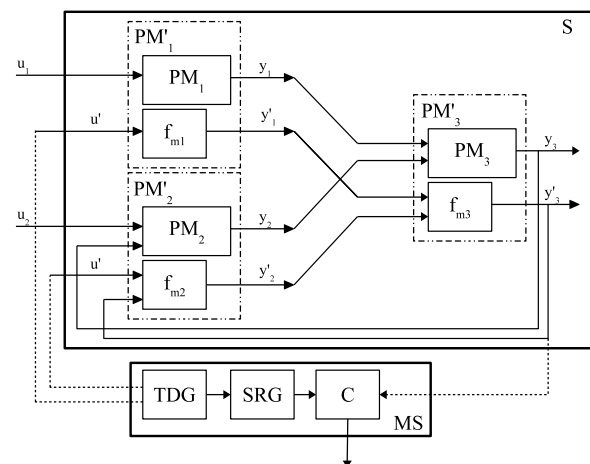 S
PM'₁
u₁
PM₁
y₁
u'
fₘ₁
y'₁
PM'₃
PM₃
y₃
fₘ₃
y'₃
PM'₂
u₂
PM₂
y₂
u'
fₘ₂
y'₂
TDG
SRG
C
MS